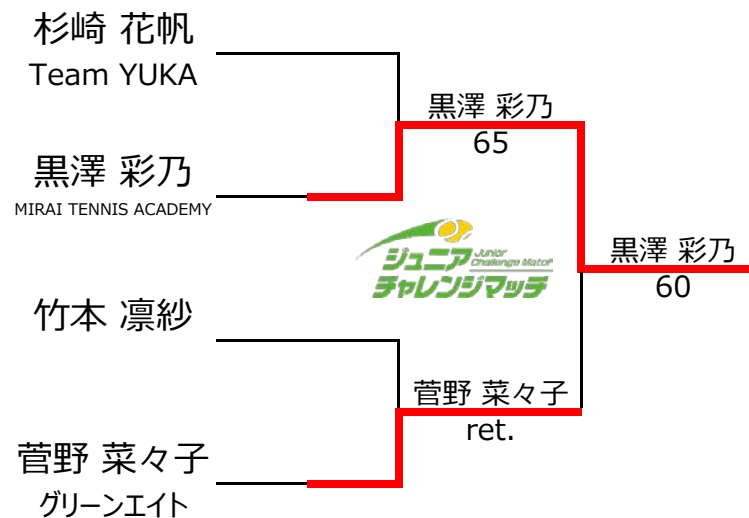 杉崎 花帆
Team YUKA
黒澤 彩乃
65
黒澤 彩乃
MIRAI TENNIS ACADEMY
Junior
Challenge Match
ジュニア
チャレンジマッチ
黒澤 彩乃
60
竹本 凛紗
菅野 菜々子
ret.
菅野 菜々子
グリーンエイト